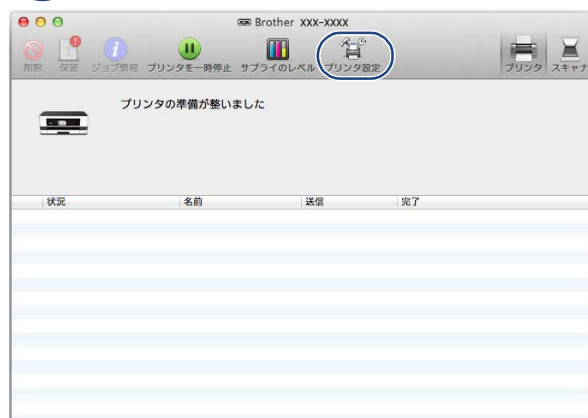 Brother XXX-XXXX
削除 保留 ジョブ情報 プリンタを一時停止 サプライのレベル プリンタ設定 プリンタ スキャナ
プリンタの準備が整いました
状況 名前 送信 完了